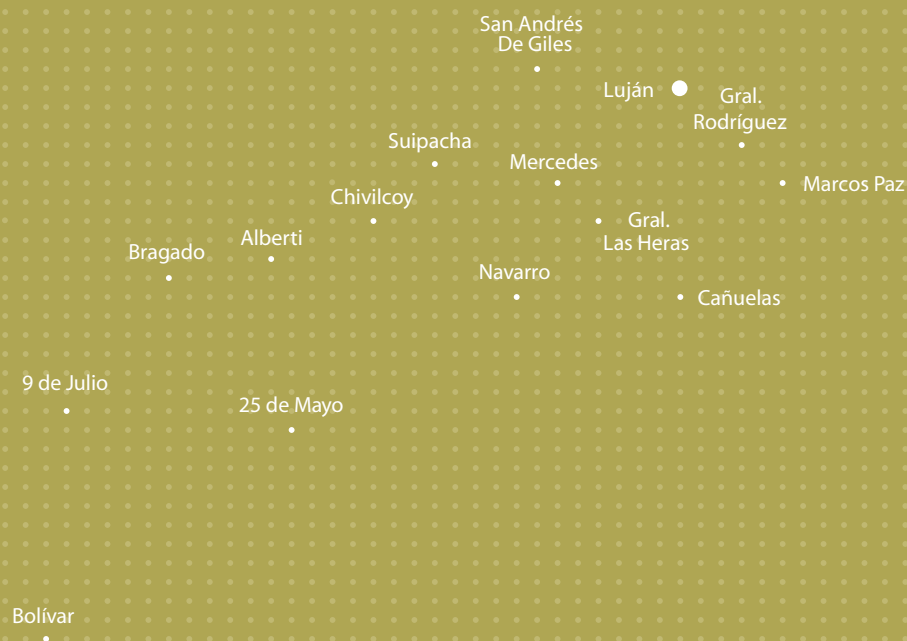 San Andrés
De Giles
Luján
Gral.
Rodríguez
Suipacha
Mercedes
Marcos Paz
Chivilcoy
Gral.
Las Heras
Alberti
Bragado
Navarro
Cañuelas
9 de Julio
25 de Mayo
Bolívar